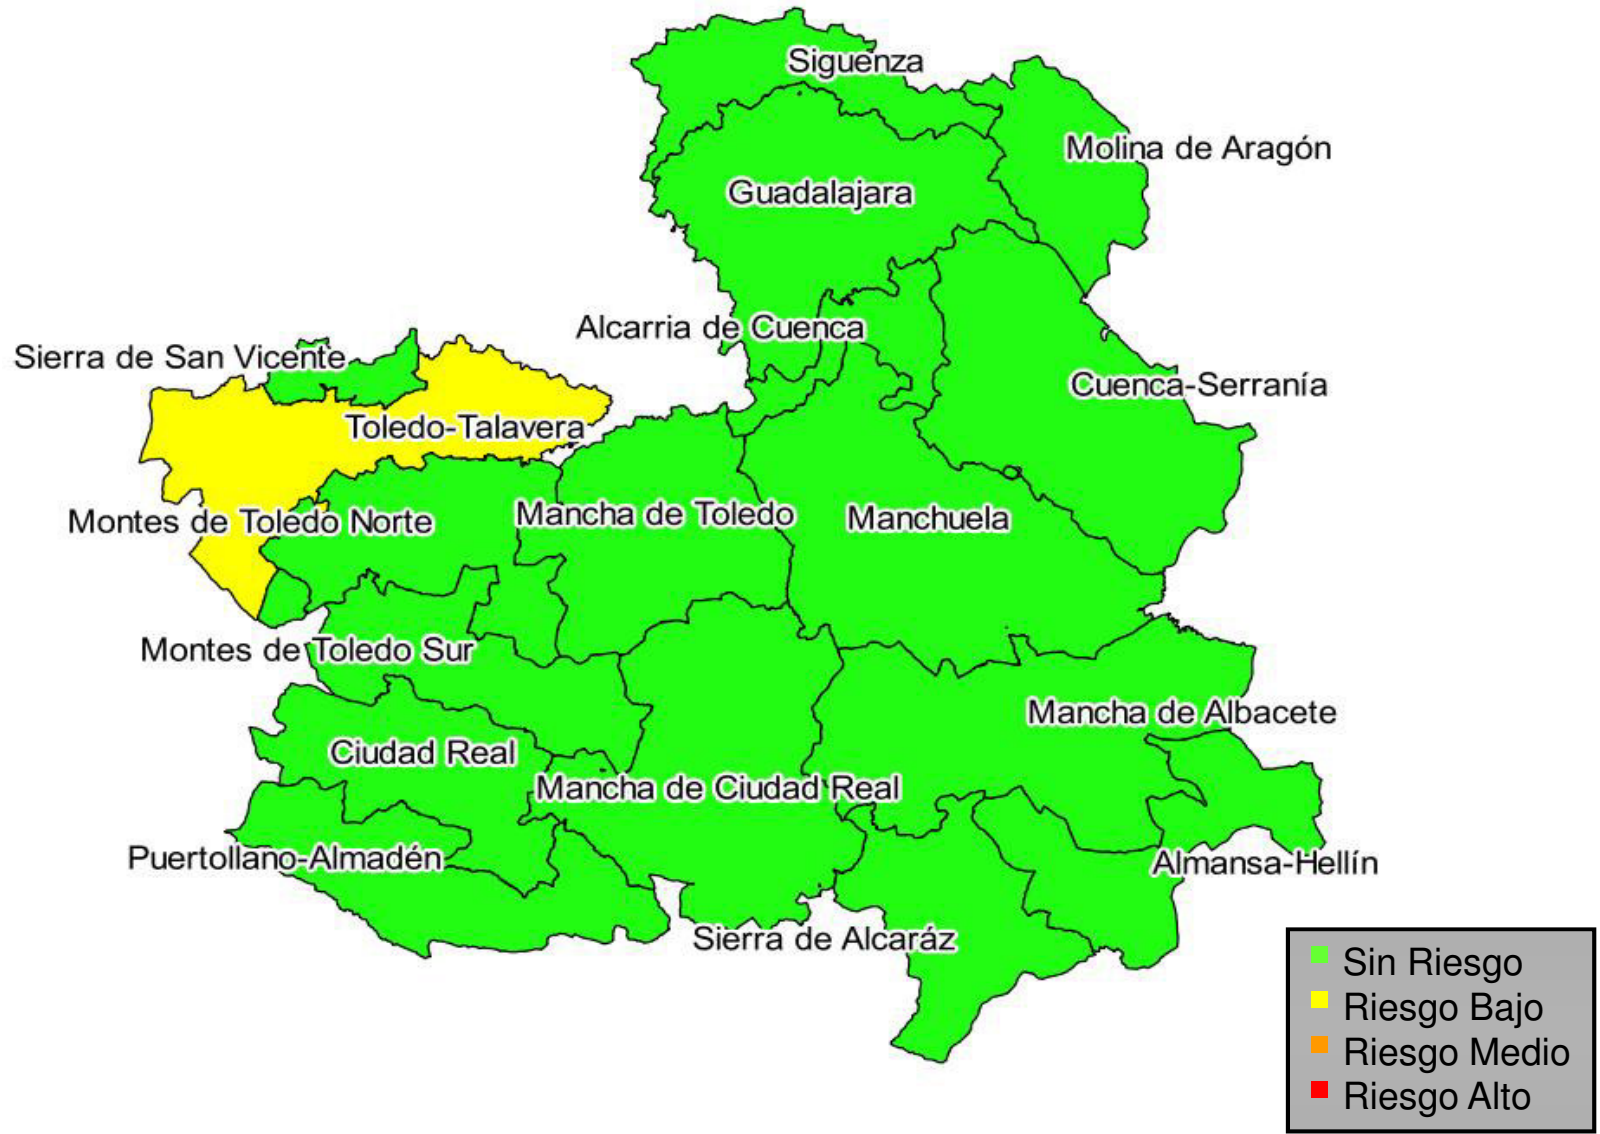 Siguenza
Molina de Aragón
Guadalajara
Alcarria de Cuenca
Sierra de San Vicente
Cuenca-Serranía
Toledo-Talavera
Montes de Toledo Norte
Mancha de Toledo
Manchuela
Montes de Toledo Sur
Mancha de Albacete
Ciudad Real
Mancha de Ciudad Real
Puertollano-Almadén
Almansa-Hellín
Sierra de Alcaráz
Sin Riesgo
Riesgo Bajo
Riesgo Medio
Riesgo Alto